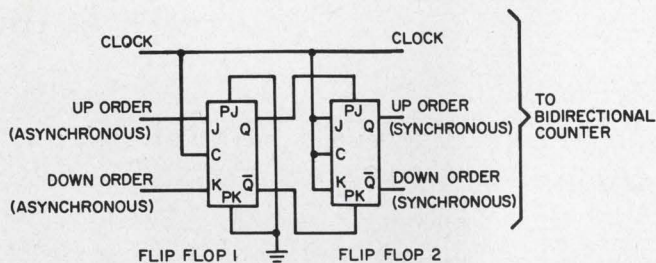 CLOCK
CLOCK
UP ORDER
(ASYNCHRONOUS)
DOWN ORDER
(ASYNCHRONOUS)
PJ
J Q
C
K Q̅
PK
FLIP FLOP 1
PJ
J Q
C
K Q̅
PK
FLIP FLOP 2
UP ORDER
(SYNCHRONOUS)
DOWN ORDER
(SYNCHRONOUS)
TO
BIDIRECTIONAL
COUNTER